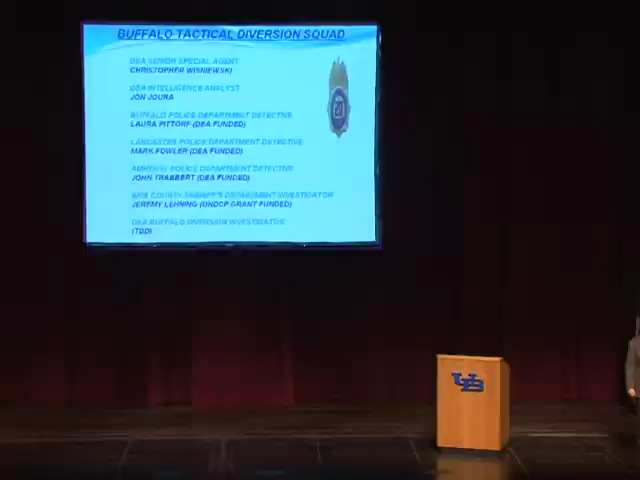 BUFFALO TACTICAL DIVERSION SQUAD
DEA SENIOR SPECIAL AGENT
CHRISTOPHER WISNIEWSKI
DEA INTELLIGENCE ANALYST
JON JOURA
BUFFALO POLICE DEPARTMENT DETECTIVE
LAURA PITTORF (DEA FUNDED)
LANCASTER POLICE DEPARTMENT DETECTIVE
MARK FOWLER (DEA FUNDED)
AMHERST POLICE DEPARTMENT DETECTIVE
JOHN TRABBERT (DEA FUNDED)
ERIE COUNTY SHERIFF'S DEPARTMENT INVESTIGATOR
JEREMY LEHNING (ONDCP GRANT FUNDED)
DEA BUFFALO DIVERSION INVESTIGATOR
(TBD)
UB